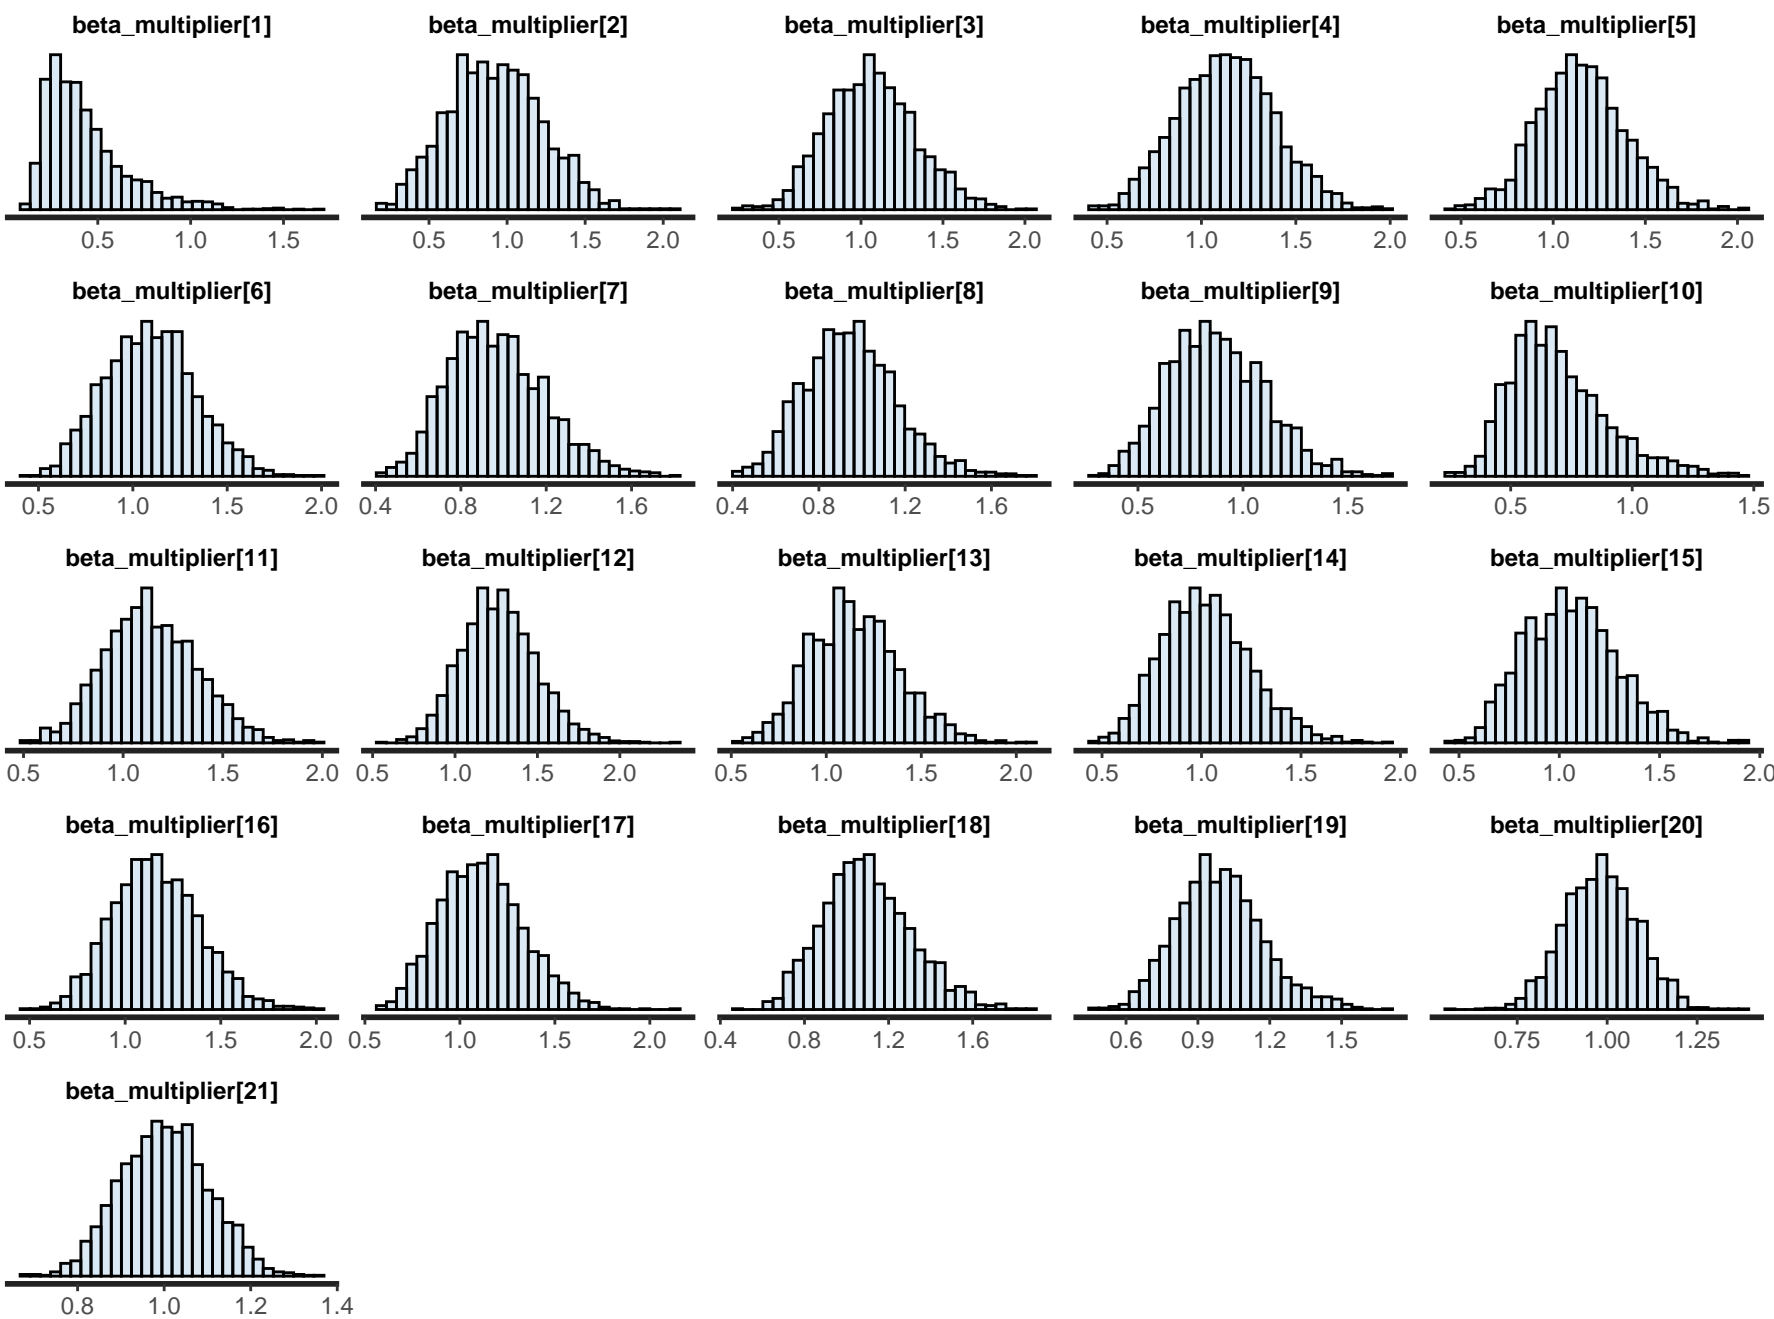 beta_multiplier[1] beta_multiplier[2] beta_multiplier[3] beta_multiplier[4] beta_multiplier[5]
0.5 1.0 1.5 0.5 1.0 1.5 2.0 0.5 1.0 1.5 2.0 0.5 1.0 1.5 2.0 0.5 1.0 1.5 2.0
beta_multiplier[6] beta_multiplier[7] beta_multiplier[8] beta_multiplier[9] beta_multiplier[10]
0.5 1.0 1.5 2.0 0.4 0.8 1.2 1.6 0.4 0.8 1.2 1.6 0.5 1.0 1.5 0.5 1.0 1.5
beta_multiplier[11] beta_multiplier[12] beta_multiplier[13] beta_multiplier[14] beta_multiplier[15]
0.5 1.0 1.5 2.0 0.5 1.0 1.5 2.0 0.5 1.0 1.5 2.0 0.5 1.0 1.5 2.0 0.5 1.0 1.5 2.0
beta_multiplier[16] beta_multiplier[17] beta_multiplier[18] beta_multiplier[19] beta_multiplier[20]
0.5 1.0 1.5 2.0 0.5 1.0 1.5 2.0 0.4 0.8 1.2 1.6 0.6 0.9 1.2 1.5 0.75 1.00 1.25
beta_multiplier[21]
0.8 1.0 1.2 1.4